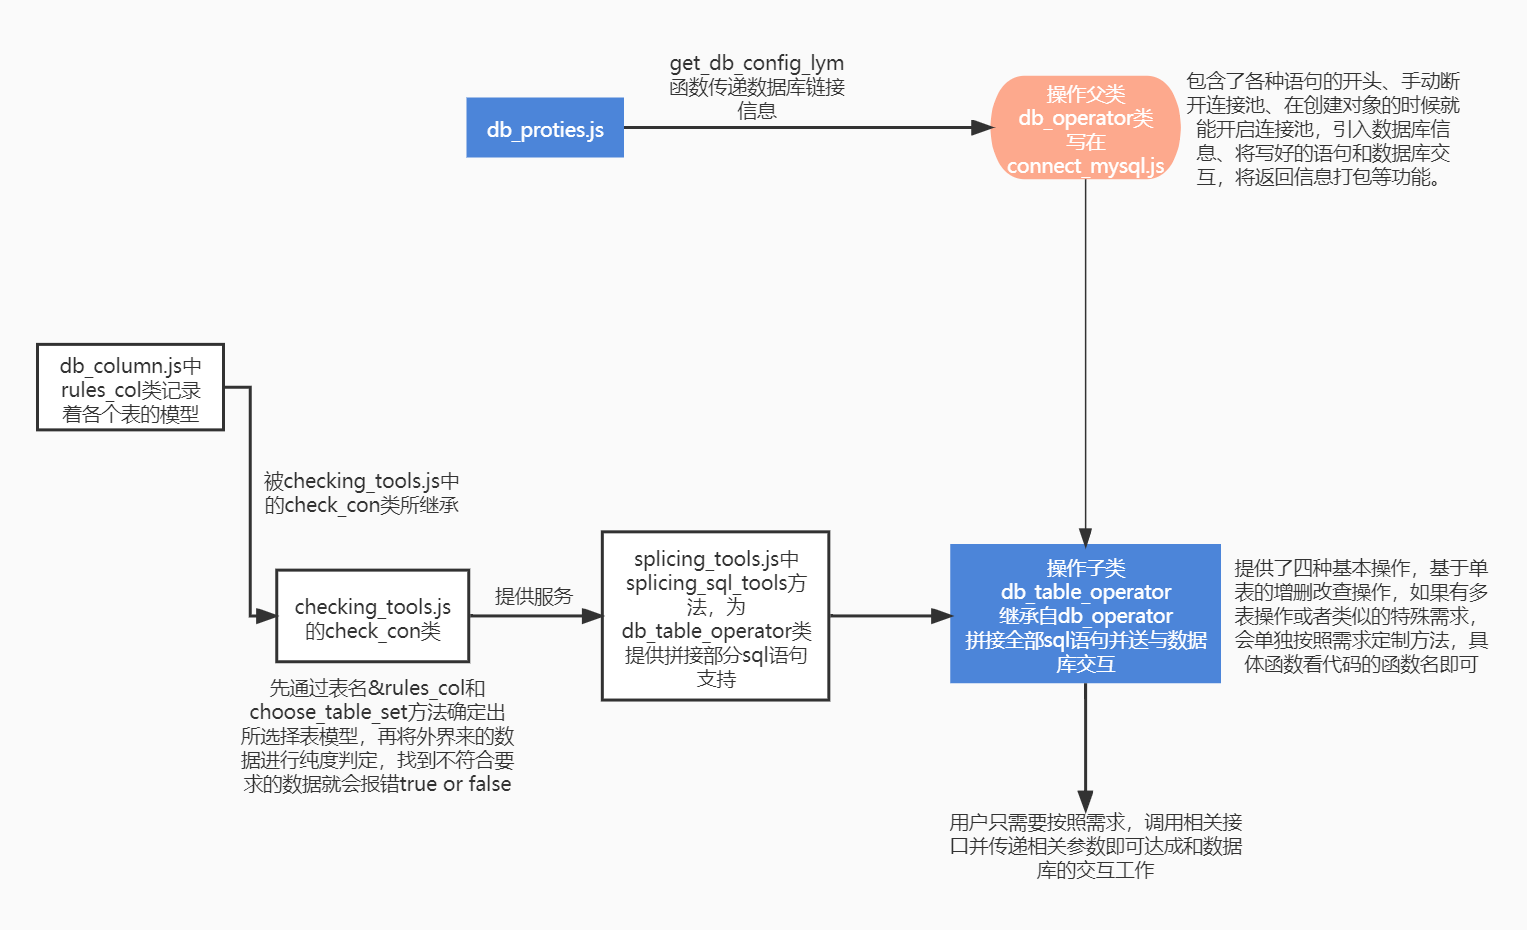 get_db_config_lym
函数传递数据库链接
信息
db_proties.js
操作父类
db_operator类
写在
connect_mysql.js
包含了各种语句的开头、手动断
开连接池、在创建对象的时候就
能开启连接池，引入数据库信
息、将写好的语句和数据库交
互，将返回信息打包等功能。
db_column.js中
rules_col类记录
着各个表的模型
被checking_tools.js中
的check_con类所继承
checking_tools.js
的check_con类
提供服务
先通过表名&rules_col和
choose_table_set方法确定出
所选择表模型，再将外界来的数
据进行纯度判定，找到不符合要
求的数据就会报错true or false
splicing_tools.js中
splicing_sql_tools方
法，为
db_table_operator类
提供拼接部分sql语句
支持
操作子类
db_table_operator
继承自db_operator
拼接全部sql语句并送与数据
库交互
提供了四种基本操作，基于单
表的增删改查操作，如果有多
表操作或者类似的特殊需求，
会单独按照需求定制方法，具
体函数看代码的函数名即可
用户只需要按照需求，调用相关接
口并传递相关参数即可达成和数据
库的交互工作